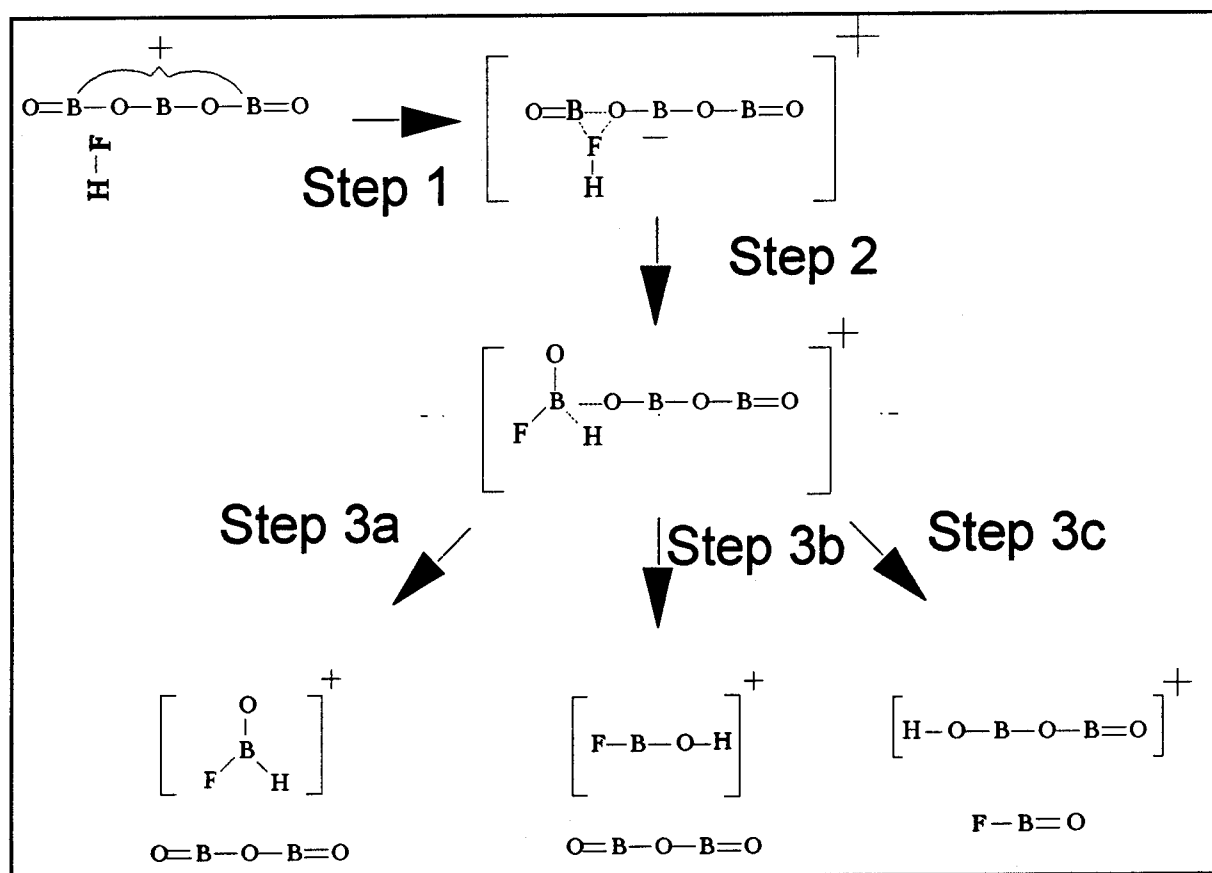 +
O=B—O—B—O—B=O
H—F
Step 1
+
O=B----O—B—O—B=O
F
H
Step 2
+
O
B----O—B—O—B=O
F H
Step 3a
Step 3b
Step 3c
+
O
B
F H
O=B—O—B=O
+
F—B—O—H
O=B—O—B=O
+
H—O—B—O—B=O
F—B=O